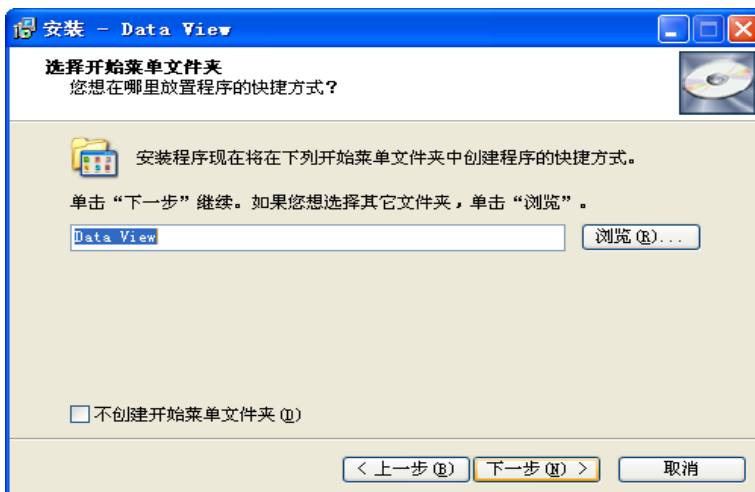 安装 - Data View
选择开始菜单文件夹
您想在哪里放置程序的快捷方式?
安装程序现在将在下列开始菜单文件夹中创建程序的快捷方式。
单击“下一步”继续。如果您想选择其它文件夹，单击“浏览”。
Data View
浏览(R)...
不创建开始菜单文件夹(D)
< 上一步(B)
下一步(N) >
取消